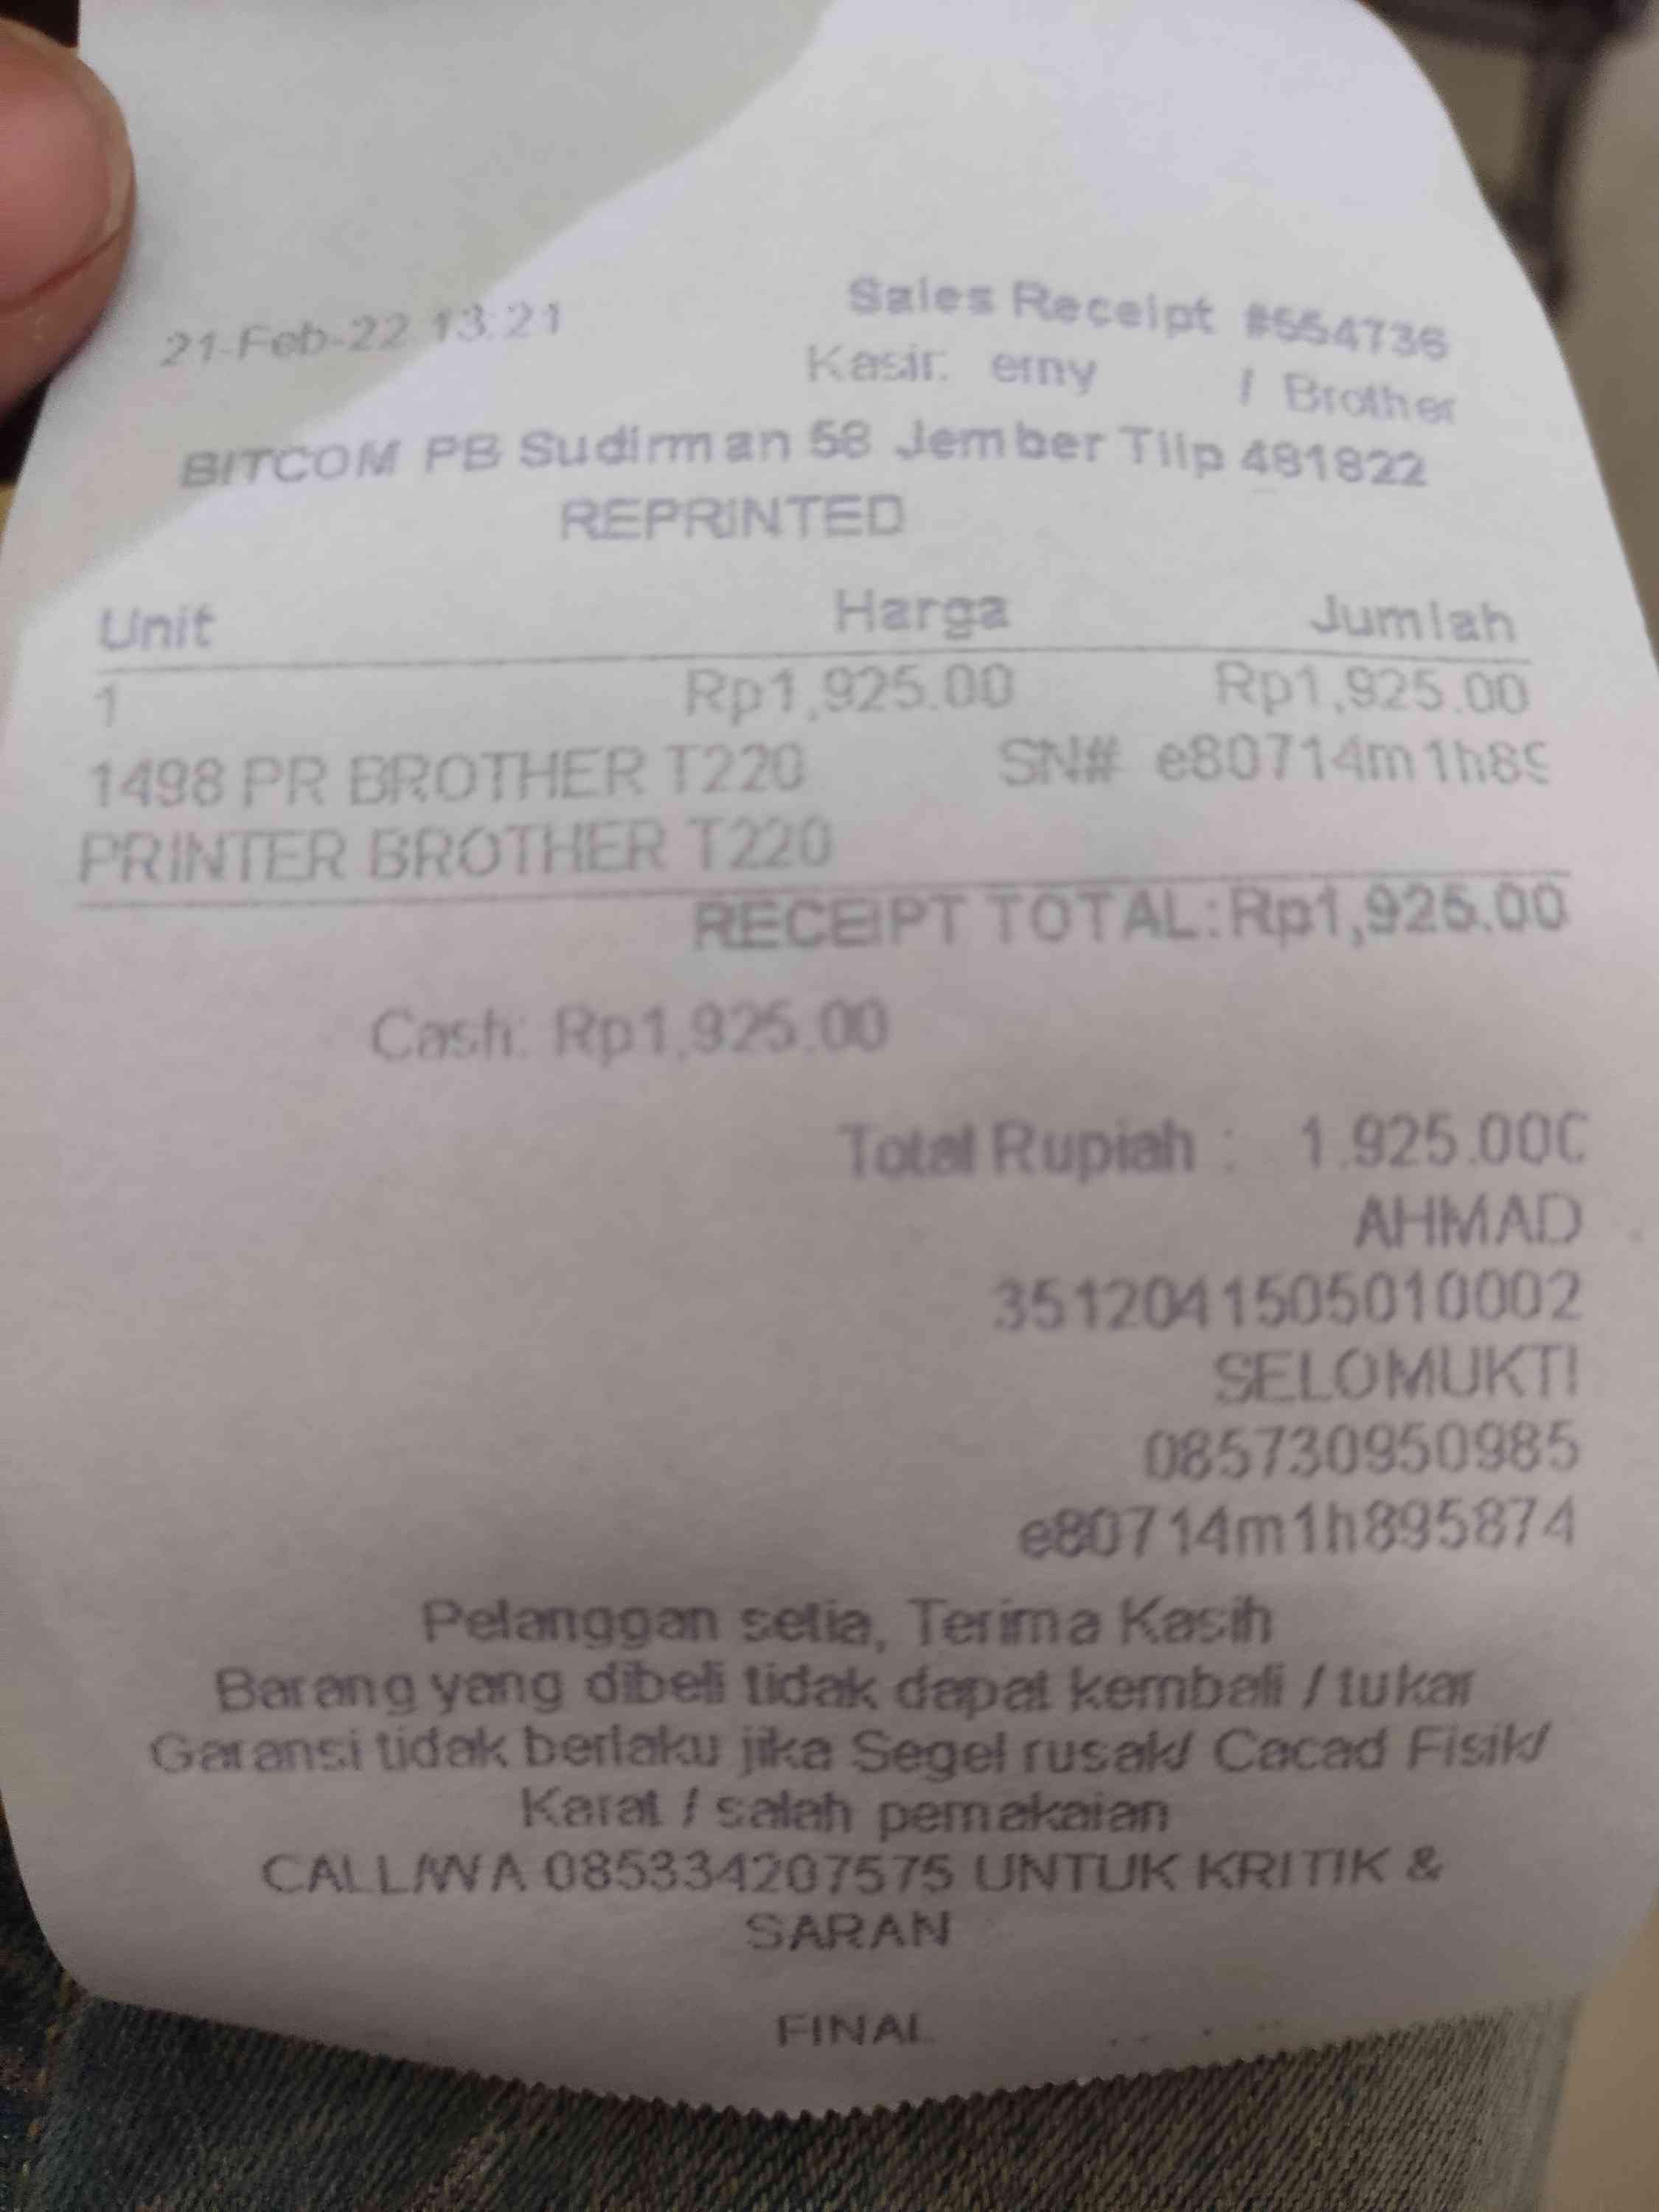 21-Feb-22 13:21 Sales Receipt #554736
Kasir: erny / Brother
BITCOM PB Sudirman 58 Jember Tllp 481822
REPRINTED
Unit Harga Jumlah
1 Rp1,925.00 Rp1,925.00
1498 PR BROTHER T220 SN# e80714m1h89
PRINTER BROTHER T220
RECEIPT TOTAL: Rp1,925.00
Cash: Rp1,925.00
Total Rupiah : 1.925.000
AHMAD
3512041505010002
SELOMUKTI
085730950985
e80714m1h895874
Pelanggan setia, Terima Kasih
Barang yang dibeli tidak dapat kembali / tukar
Garansi tidak berlaku jika Segel rusak/ Cacad Fisik/
Karat / salah pemakaian
CALL/WA 085334207575 UNTUK KRITIK &
SARAN
FINAL